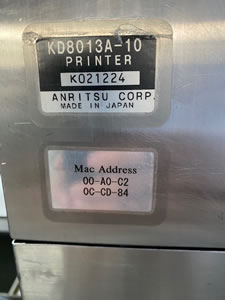 KD8013A-10
PRINTER
K021224
ANRITSU CORP
MADE IN JAPAN
Mac Address
00-A0-C2
0C-CD-84